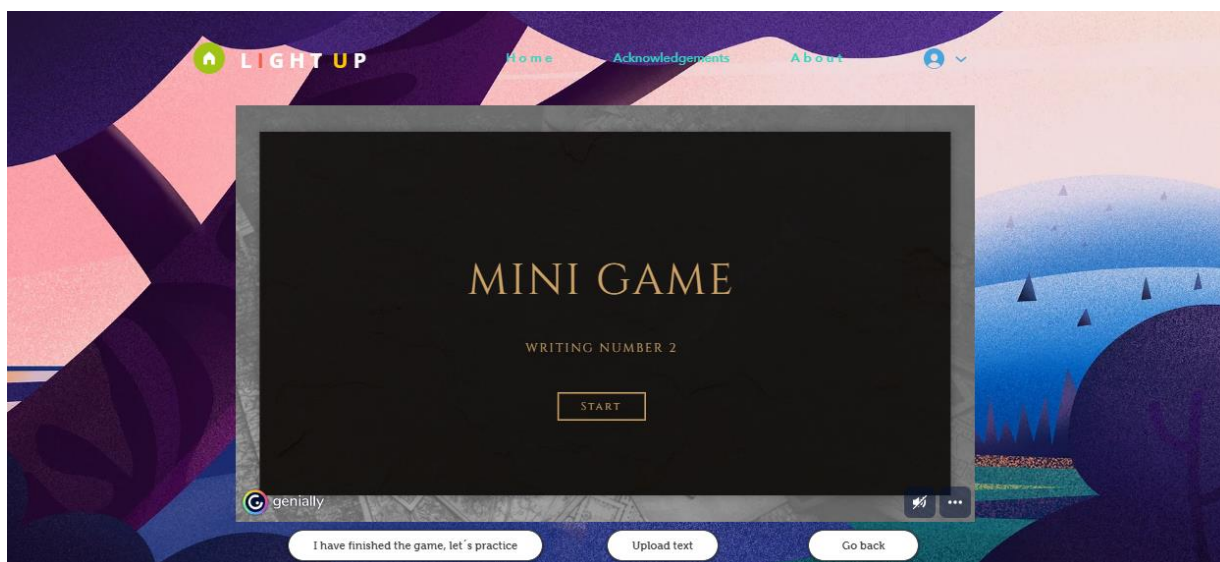 LIGHT UP
Home Acknowledgements About
MINI GAME
WRITING NUMBER 2
START
G genially
I have finished the game, let´s practice Upload text Go back